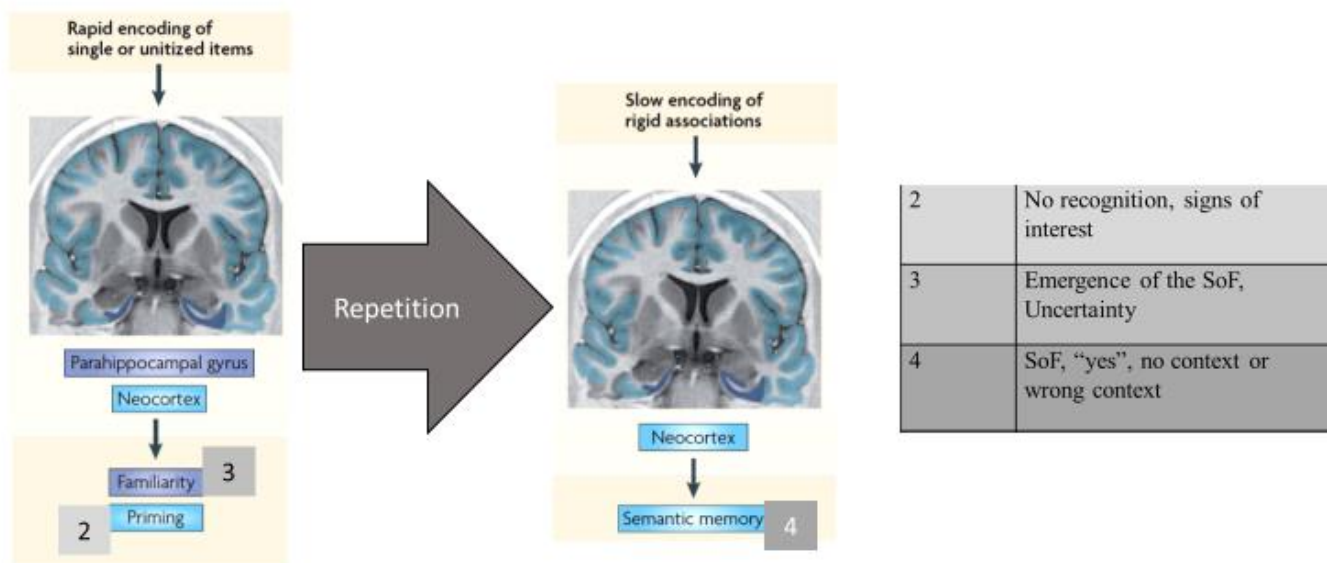 Rapid encoding of
single or unitized items
Parahippocampal gyrus
Neocortex
Familiarity
3
Priming
2
Repetition
Slow encoding of
rigid associations
Neocortex
Semantic memory
4
2 No recognition, signs of
interest
3 Emergence of the SoF,
Uncertainty
4 SoF, “yes”, no context or
wrong context